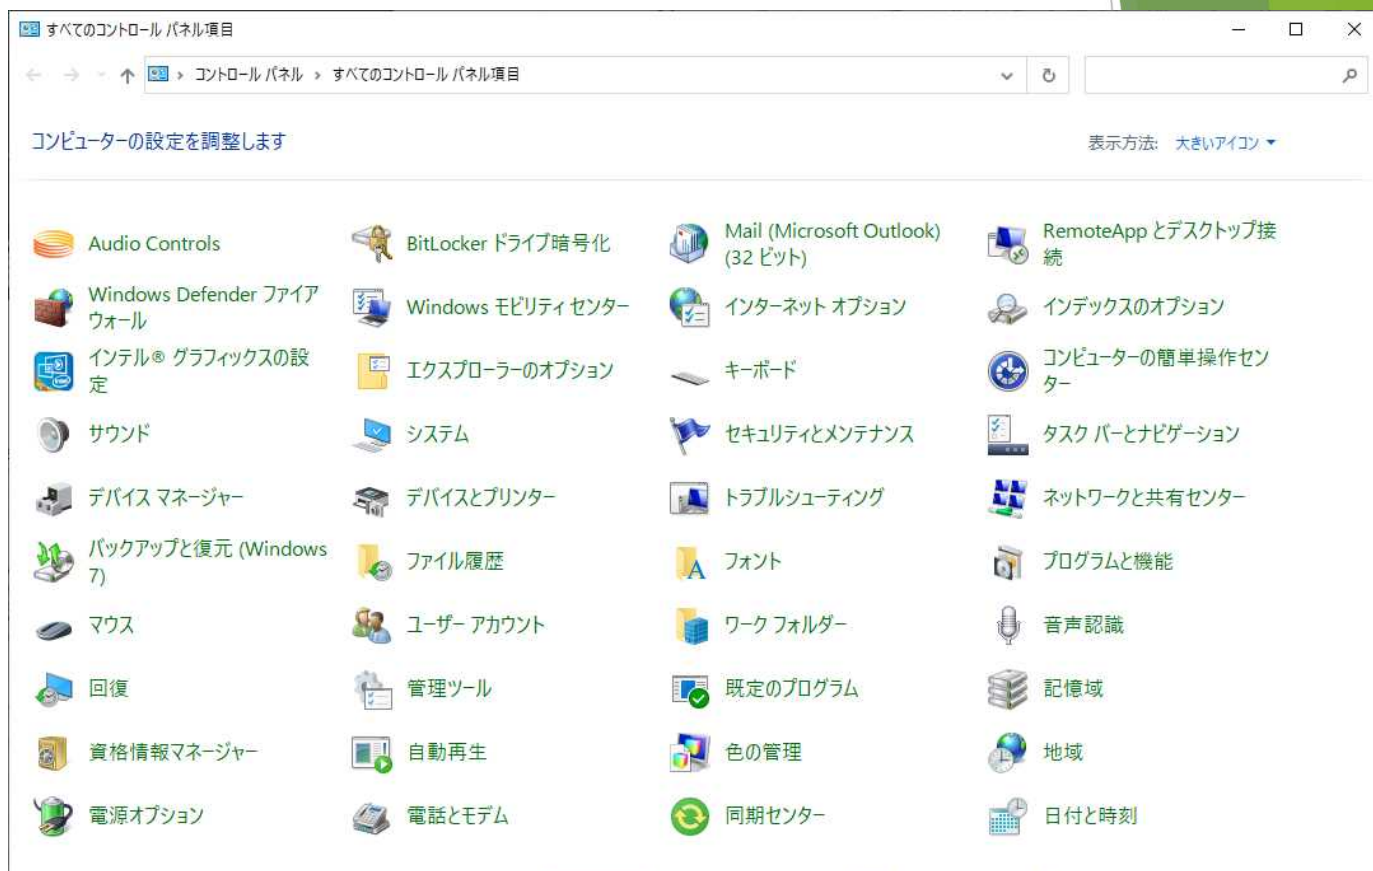 すべてのコントロール パネル項目
コントロール パネル › すべてのコントロール パネル項目
コンピューターの設定を調整します
表示方法: 大きいアイコン
Audio Controls
BitLocker ドライブ暗号化
Mail (Microsoft Outlook)
(32 ビット)
RemoteApp とデスクトップ接
続
Windows Defender ファイア
ウォール
Windows モビリティ センター
インターネット オプション
インデックスのオプション
インテル® グラフィックスの設
定
エクスプローラーのオプション
キーボード
コンピューターの簡単操作セン
ター
サウンド
システム
セキュリティとメンテナンス
タスク バーとナビゲーション
デバイス マネージャー
デバイスとプリンター
トラブルシューティング
ネットワークと共有センター
バックアップと復元 (Windows
7)
ファイル履歴
フォント
プログラムと機能
マウス
ユーザー アカウント
ワーク フォルダー
音声認識
回復
管理ツール
既定のプログラム
記憶域
資格情報マネージャー
自動再生
色の管理
地域
電源オプション
電話とモデム
同期センター
日付と時刻